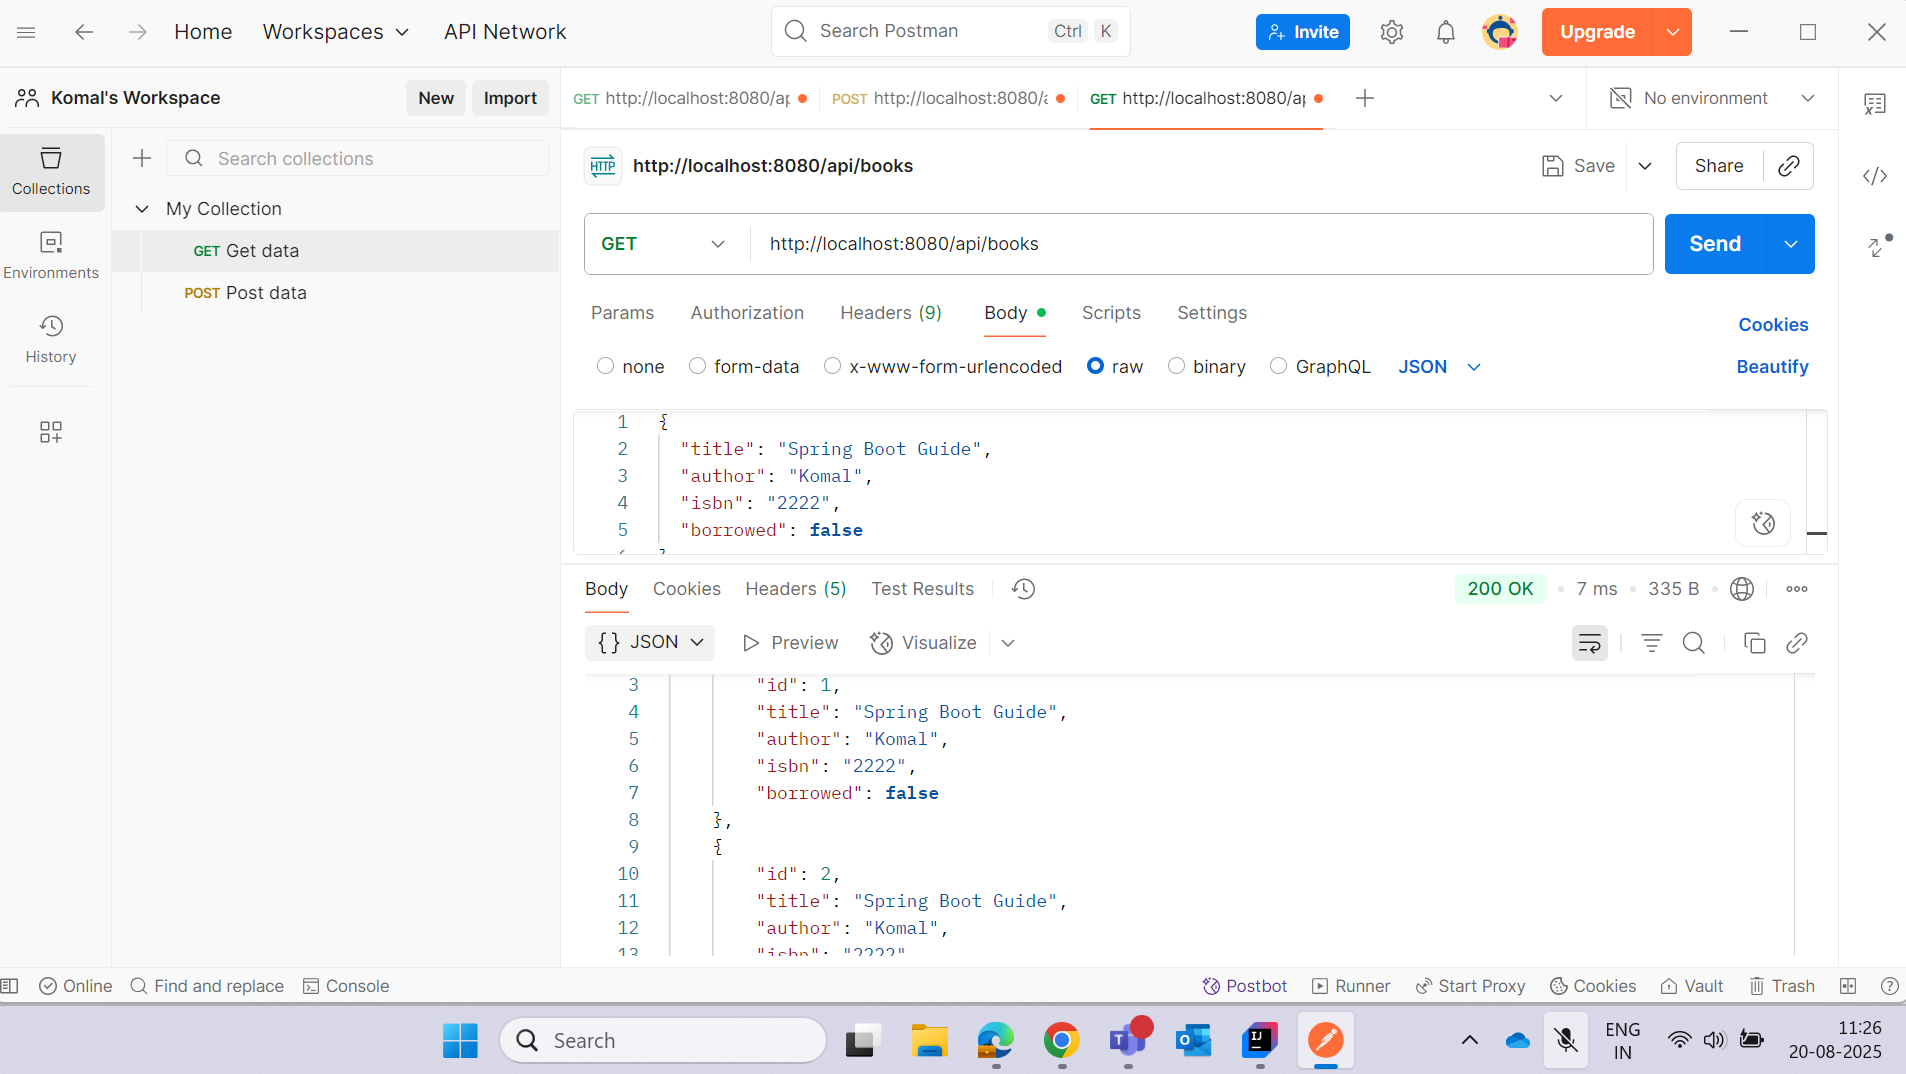 Home
Workspaces
API Network
Search Postman
Ctrl
K
Invite
Upgrade
Komal's Workspace
New
Import
GET http://localhost:8080/ap
POST http://localhost:8080/a
GET http://localhost:8080/ap
No environment
Collections
Environments
History
Search collections
My Collection
GET Get data
POST Post data
HTTP
http://localhost:8080/api/books
Save
Share
GET
http://localhost:8080/api/books
Send
Params
Authorization
Headers (9)
Body
Scripts
Settings
Cookies
none
form-data
x-www-form-urlencoded
raw
binary
GraphQL
JSON
Beautify
1 {
2 "title": "Spring Boot Guide",
3 "author": "Komal",
4 "isbn": "2222",
5 "borrowed": false
6 }
Body
Cookies
Headers (5)
Test Results
200 OK
7 ms
335 B
{} JSON
Preview
Visualize
3 "id": 1,
4 "title": "Spring Boot Guide",
5 "author": "Komal",
6 "isbn": "2222",
7 "borrowed": false
8 },
9 {
10 "id": 2,
11 "title": "Spring Boot Guide",
12 "author": "Komal",
13 "isbn": "2222"
Online
Find and replace
Console
Postbot
Runner
Start Proxy
Cookies
Vault
Trash
Search
ENG
IN
11:26
20-08-2025